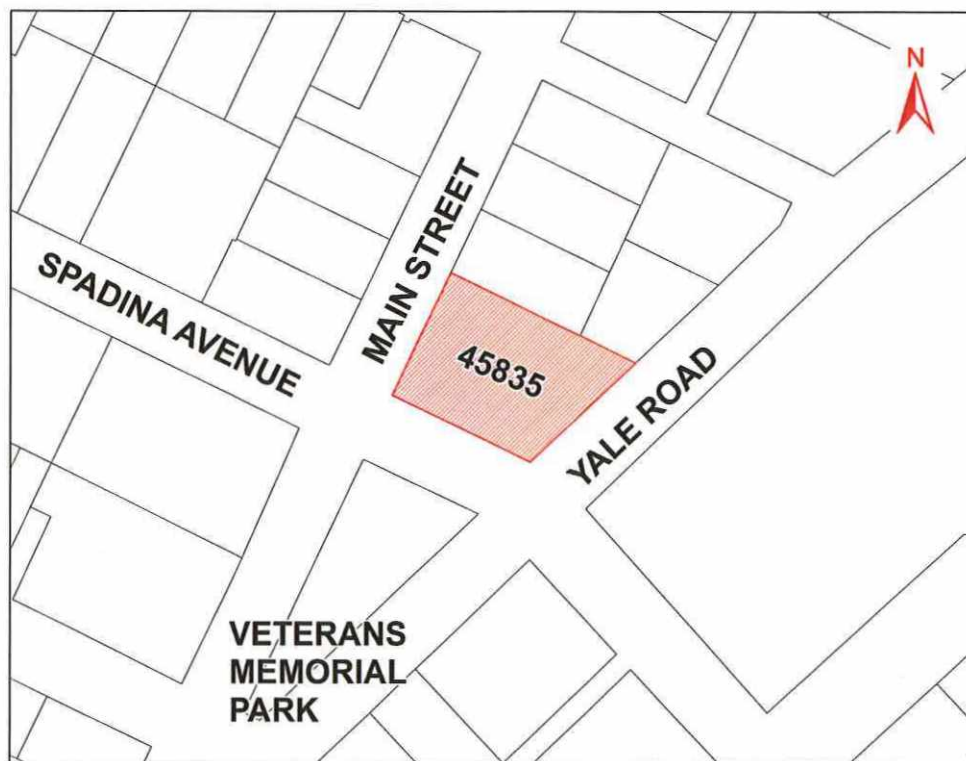 N
MAIN STREET
SPADINA AVENUE
45835
YALE ROAD
VETERANS
MEMORIAL
PARK